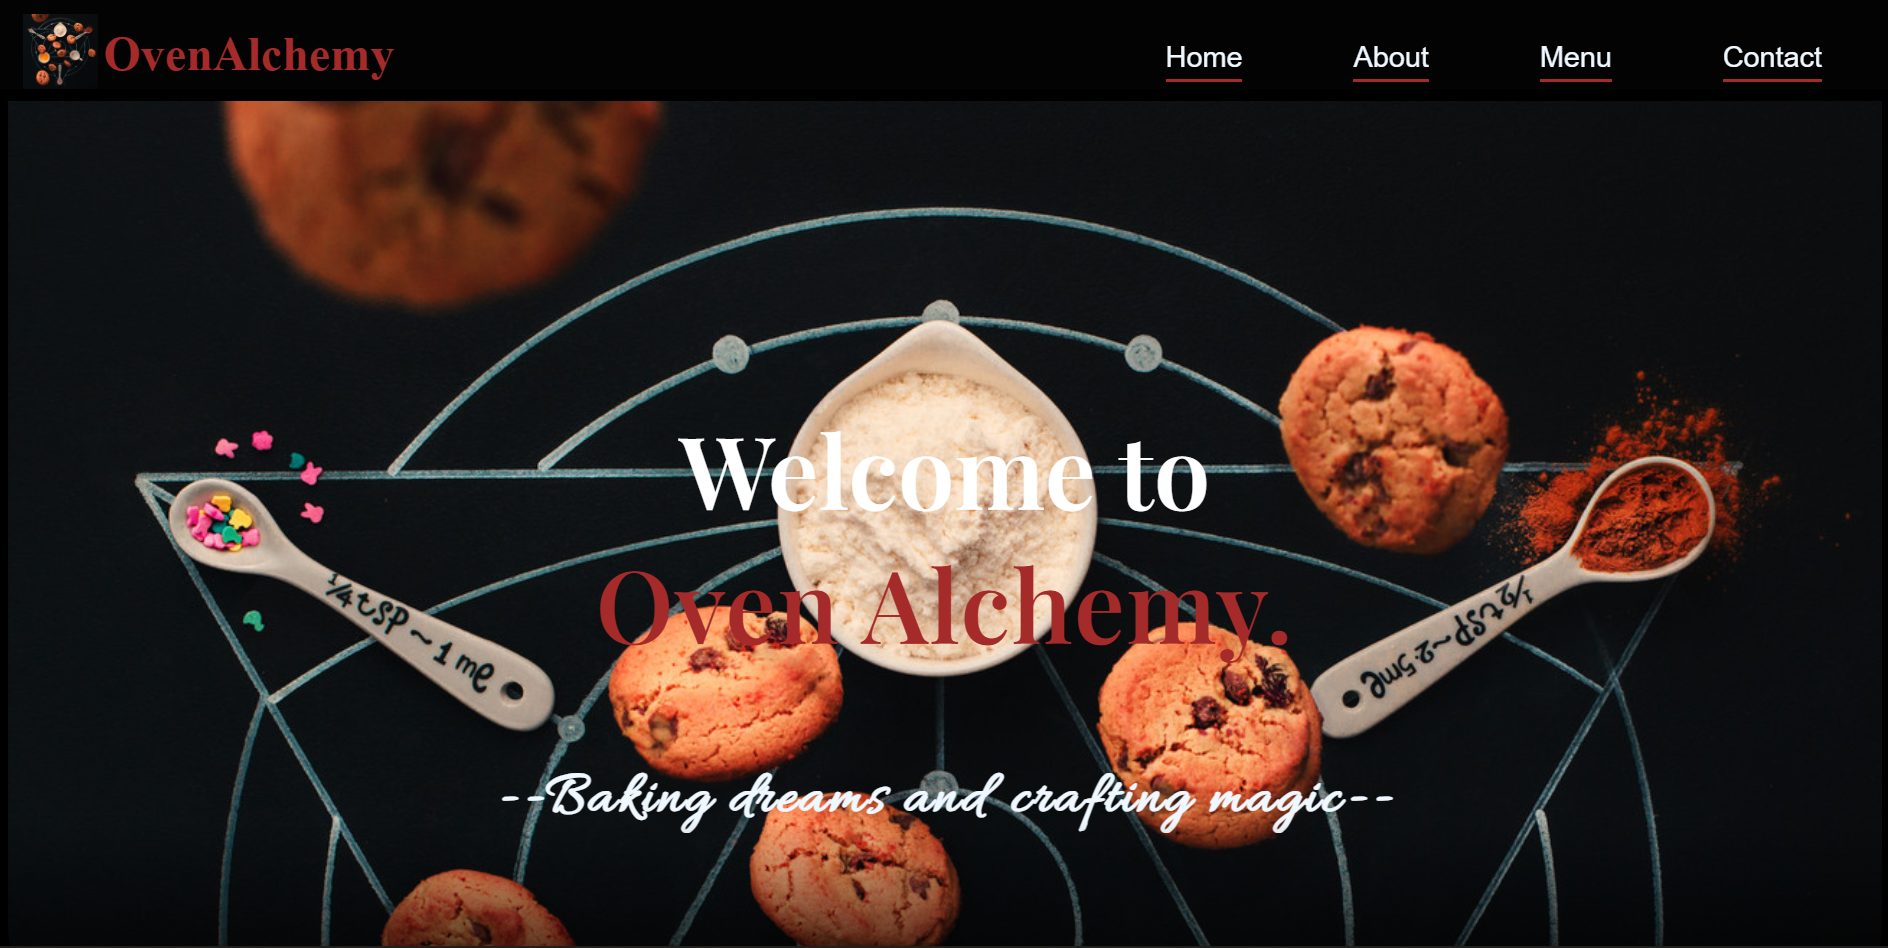 OvenAlchemy
Home About Menu Contact
Welcome to
Oven Alchemy.
1/4 tsp ~ 1 ml
1/2 tsp ~ 2.5 ml
--Baking dreams and crafting magic--